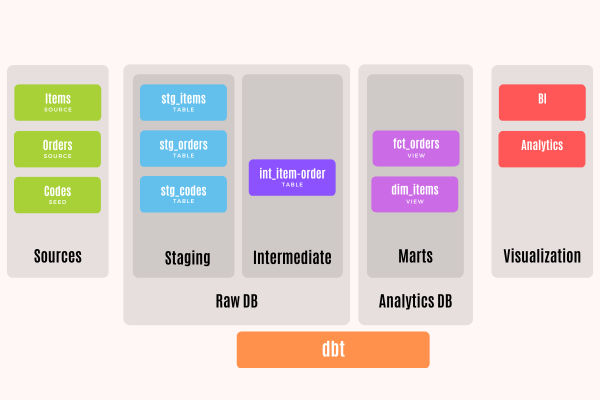 Items
SOURCE
Orders
SOURCE
Codes
SEED
Sources
stg_items
TABLE
stg_orders
TABLE
stg_codes
TABLE
Staging
int_item-order
TABLE
Intermediate
Raw DB
fct_orders
VIEW
dim_items
VIEW
Marts
Analytics DB
BI
Analytics
Visualization
dbt